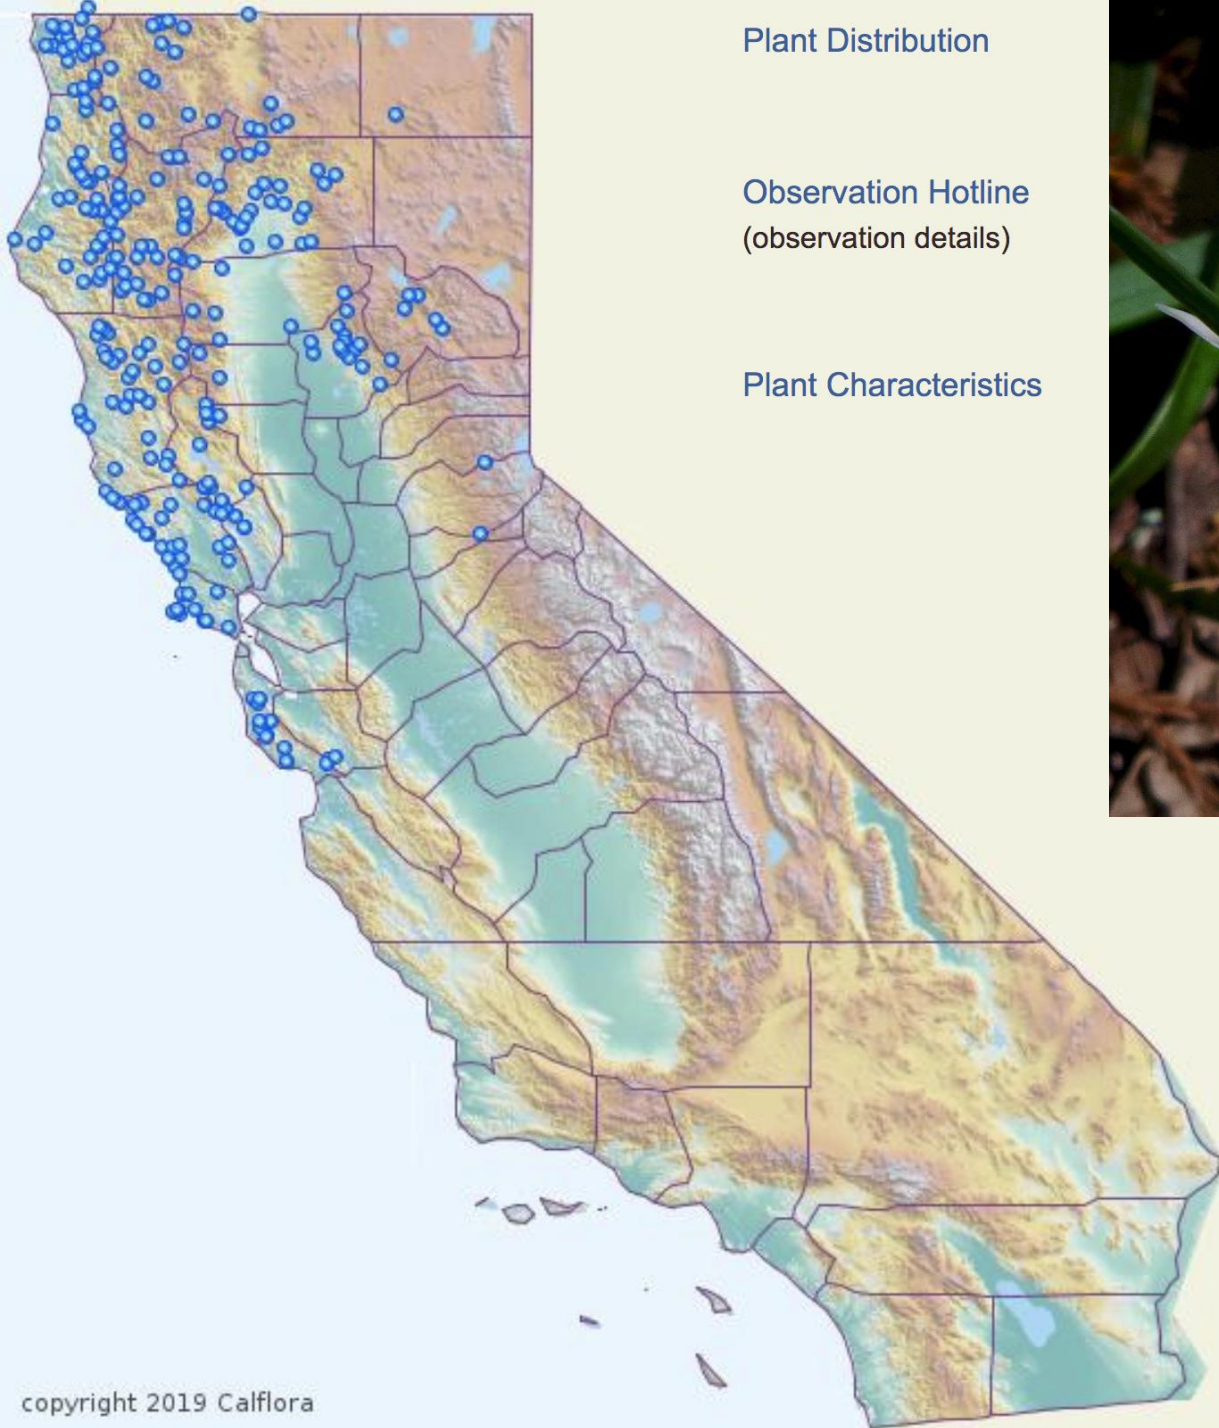 Plant Distribution
Observation Hotline
(observation details)
Plant Characteristics
copyright 2019 Calflora